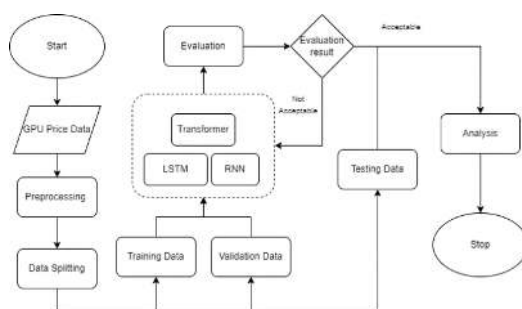 Start
GPU Price Data
Preprocessing
Data Splitting
Evaluation
Evaluation
result
Acceptable
Not
Acceptable
Transformer
LSTM
RNN
Training Data
Validation Data
Testing Data
Analysis
Stop